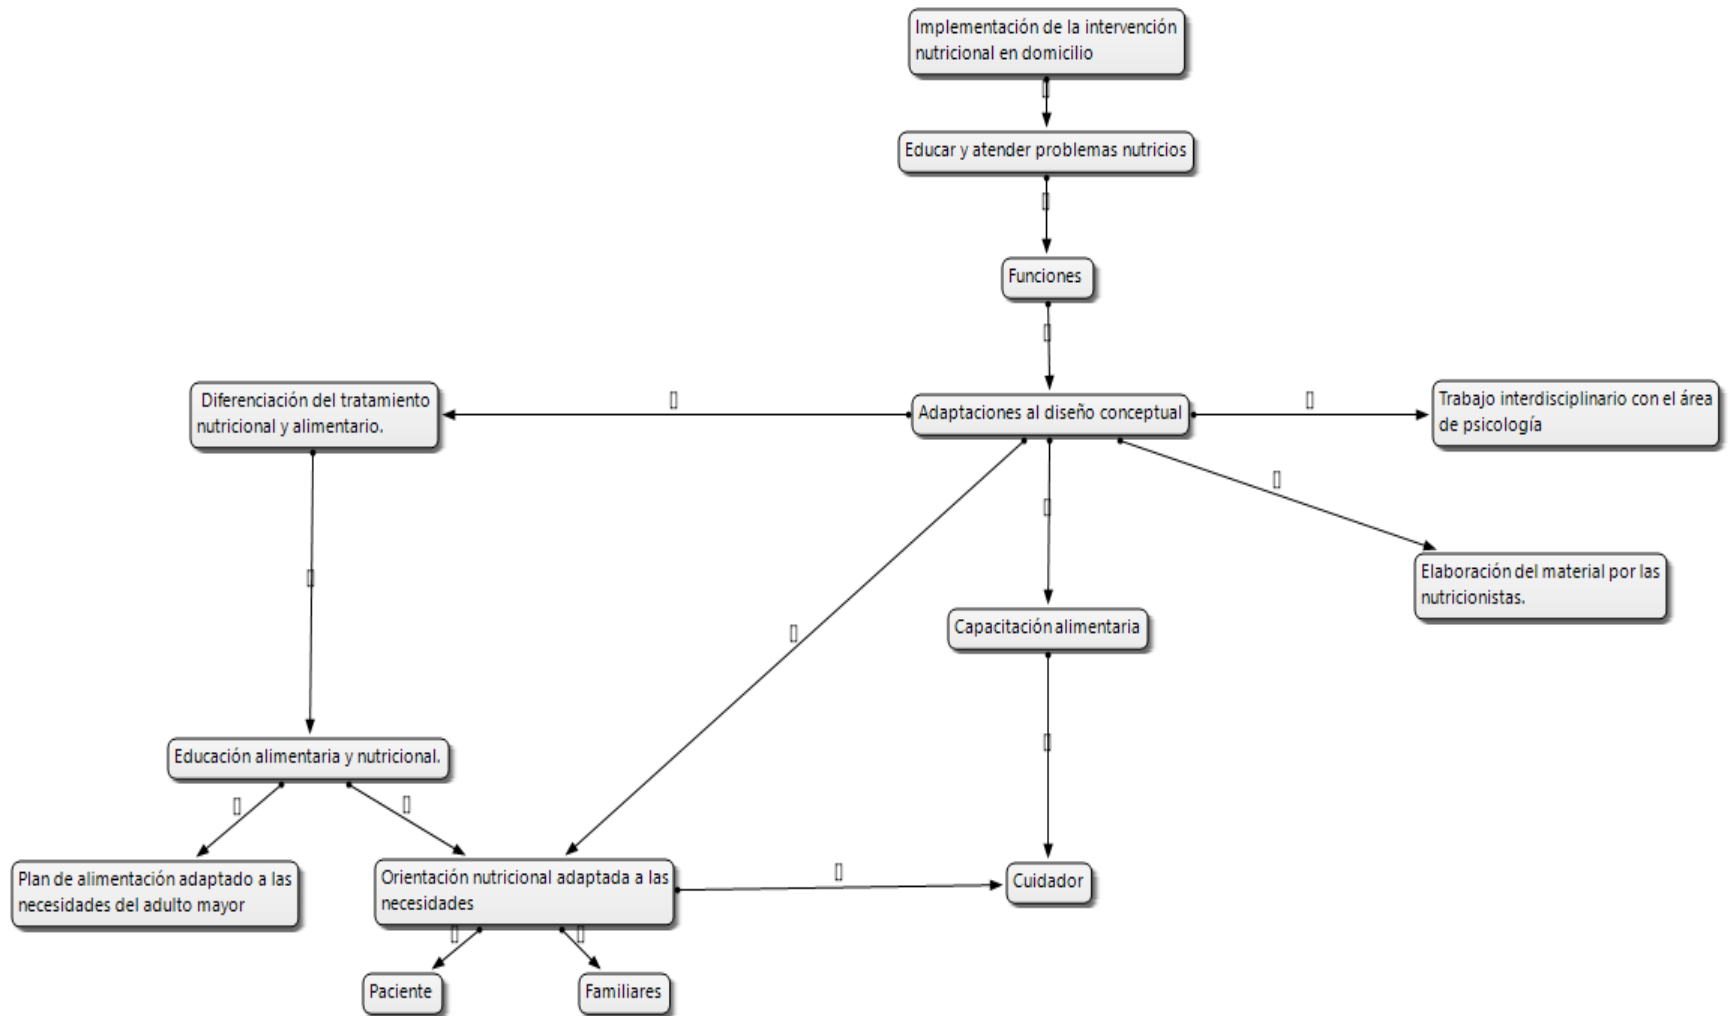 Implementación de la intervención
nutricional en domicilio
Educar y atender problemas nutricios
Funciones
Diferenciación del tratamiento
nutricional y alimentario.
Adaptaciones al diseño conceptual
Trabajo interdisciplinario con el área
de psicología
Elaboración del material por las
nutricionistas.
Capacitación alimentaria
Educación alimentaria y nutricional.
Plan de alimentación adaptado a las
necesidades del adulto mayor
Orientación nutricional adaptada a las
necesidades
Cuidador
Paciente
Familiares